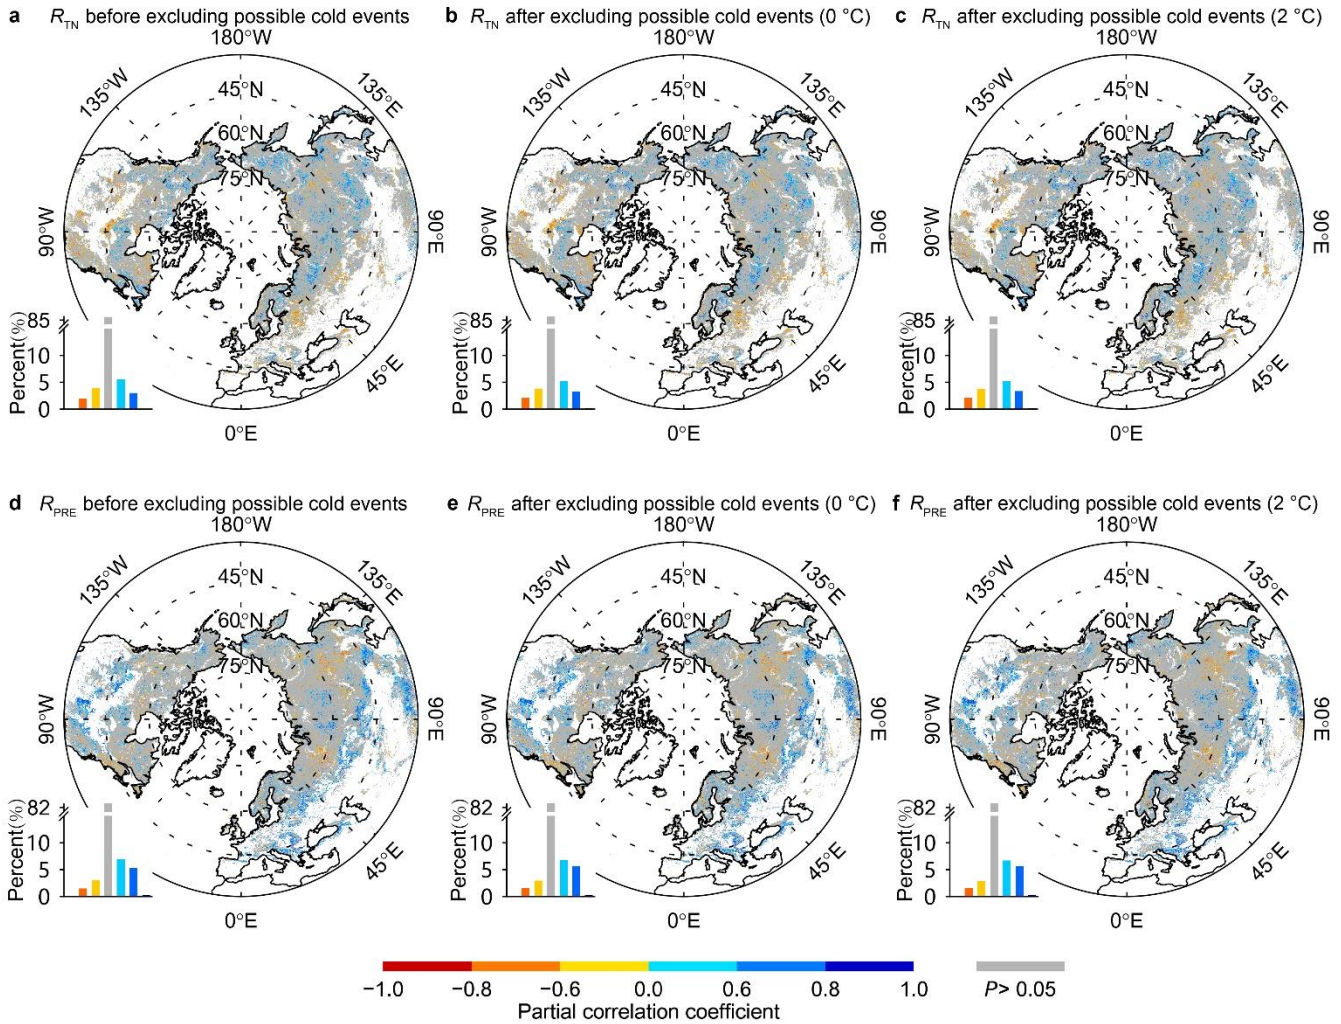 a R_TN before excluding possible cold events
b R_TN after excluding possible cold events (0 °C)
c R_TN after excluding possible cold events (2 °C)
180°W
135°W
135°E
45°N
60°N
75°N
90°W
90°E
45°E
0°E
Percent(%)
85
10
5
0
180°W
135°W
135°E
45°N
60°N
75°N
90°W
90°E
45°E
0°E
Percent(%)
85
10
5
0
180°W
135°W
135°E
45°N
60°N
75°N
90°W
90°E
45°E
0°E
Percent(%)
85
10
5
0
d R_PRE before excluding possible cold events
e R_PRE after excluding possible cold events (0 °C)
f R_PRE after excluding possible cold events (2 °C)
180°W
135°W
135°E
45°N
60°N
75°N
90°W
90°E
45°E
0°E
Percent(%)
82
10
5
0
180°W
135°W
135°E
45°N
60°N
75°N
90°W
90°E
45°E
0°E
Percent(%)
82
10
5
0
180°W
135°W
135°E
45°N
60°N
75°N
90°W
90°E
45°E
0°E
Percent(%)
82
10
5
0
−1.0 −0.8 −0.6 0.0 0.6 0.8 1.0 P> 0.05
Partial correlation coefficient